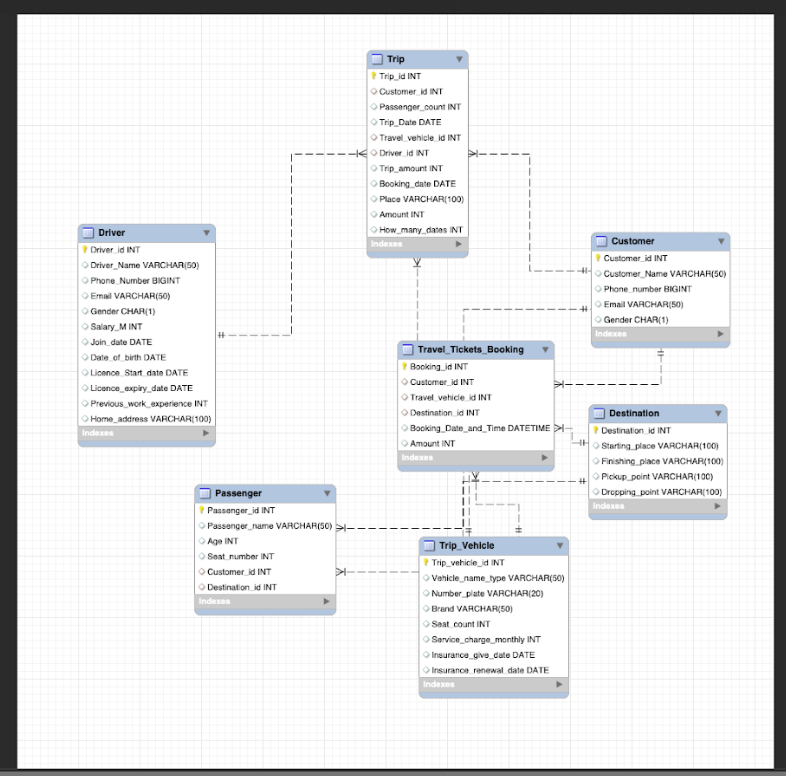 Trip
Trip_id INT
Customer_id INT
Passenger_count INT
Trip_Date DATE
Travel_vehicle_id INT
Driver_id INT
Trip_amount INT
Booking_date DATE
Place VARCHAR(100)
Amount INT
How_many_dates INT
Indexes
Driver
Driver_id INT
Driver_Name VARCHAR(50)
Phone_Number BIGINT
Email VARCHAR(50)
Gender CHAR(1)
Salary_M INT
Join_date DATE
Date_of_birth DATE
Licence_Start_date DATE
Licence_expiry_date DATE
Previous_work_experience INT
Home_address VARCHAR(100)
Indexes
Customer
Customer_id INT
Customer_Name VARCHAR(50)
Phone_number BIGINT
Email VARCHAR(50)
Gender CHAR(1)
Indexes
Travel_Tickets_Booking
Booking_id INT
Customer_id INT
Travel_vehicle_id INT
Destination_id INT
Booking_Date_and_Time DATETIME
Amount INT
Indexes
Destination
Destination_id INT
Starting_place VARCHAR(100)
Finishing_place VARCHAR(100)
Pickup_point VARCHAR(100)
Dropping_point VARCHAR(100)
Indexes
Passenger
Passenger_id INT
Passenger_name VARCHAR(50)
Age INT
Seat_number INT
Customer_id INT
Destination_id INT
Indexes
Trip_Vehicle
Trip_vehicle_id INT
Vehicle_name_type VARCHAR(50)
Number_plate VARCHAR(20)
Brand VARCHAR(50)
Seat_count INT
Service_charge_monthly INT
Insurance_give_date DATE
Insurance_renewal_date DATE
Indexes